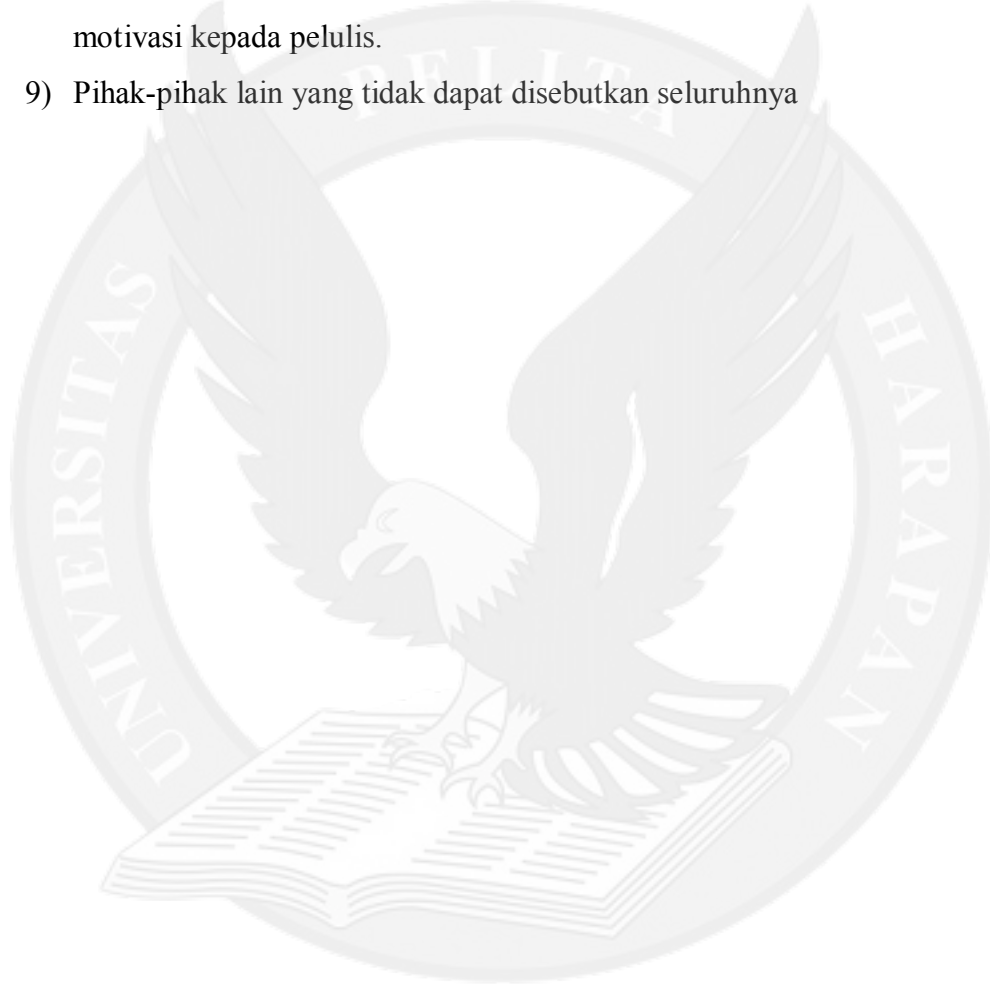 motivasi kepada pelulis.
9) Pihak-pihak lain yang tidak dapat disebutkan seluruhnya
UNIVERSITAS PELITA HARAPAN